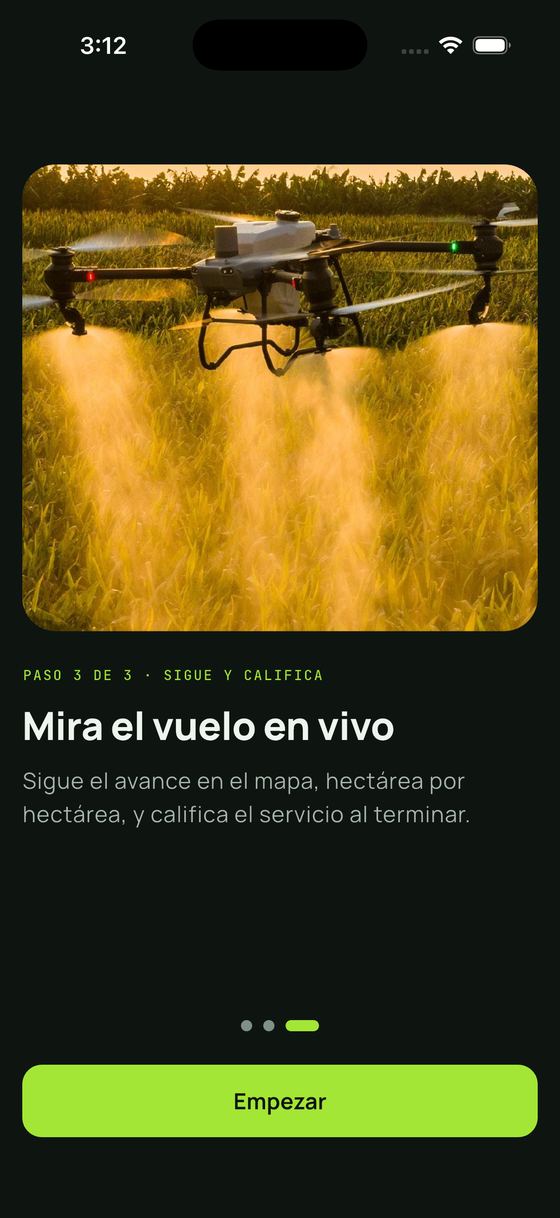 3:12
PASO 3 DE 3 · SIGUE Y CALIFICA
Mira el vuelo en vivo
Sigue el avance en el mapa, hectárea por
hectárea, y califica el servicio al terminar.
Empezar